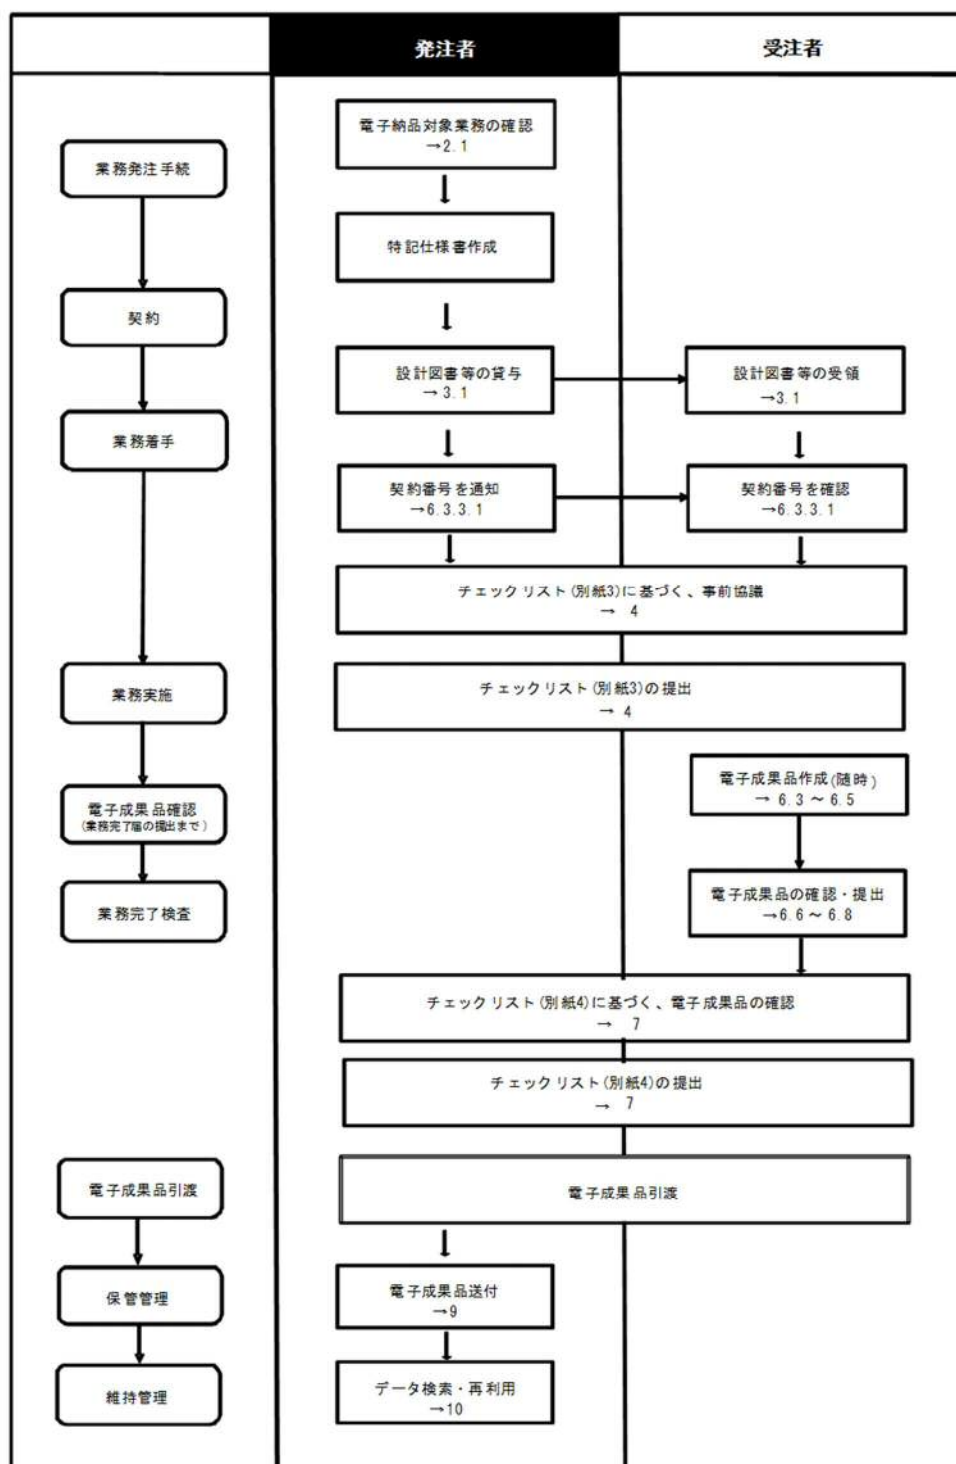 発注者
受注者
電子納品対象業務の確認
→2.1
業務発注手続
特記仕様書作成
契約
設計図書等の貸与
→3.1
設計図書等の受領
→3.1
業務着手
契約番号を通知
→6.3.3.1
契約番号を確認
→6.3.3.1
チェックリスト(別紙3)に基づく、事前協議
→ 4
業務実施
チェックリスト(別紙3)の提出
→ 4
電子成果品作成(随時)
→ 6.3～6.5
電子成果品確認
(業務完了届の提出まで)
業務完了検査
電子成果品の確認・提出
→6.6～6.8
チェックリスト(別紙4)に基づく、電子成果品の確認
→ 7
チェックリスト(別紙4)の提出
→ 7
電子成果品引渡
電子成果品引渡
保管管理
電子成果品送付
→9
維持管理
データ検索・再利用
→10